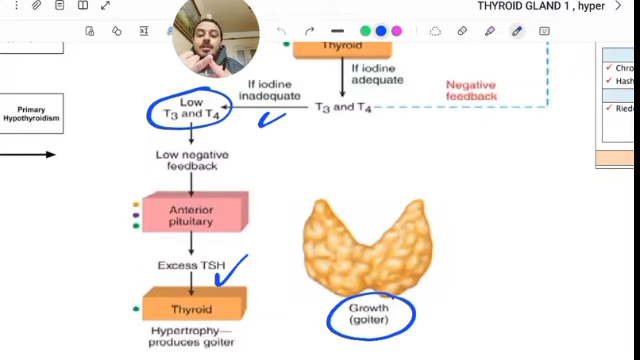 THYROID GLAND 1 , hyper
Thyroid
If iodine
adequate
Negative
feedback
If iodine
inadequate
T3 and T4
Low
T3 and T4
Primary
Hypothyroidism
Low negative
feedback
Anterior
pituitary
Excess TSH
Thyroid
Hypertrophy—
produces goiter
Growth
(goiter)
Chro
Hash
Riede